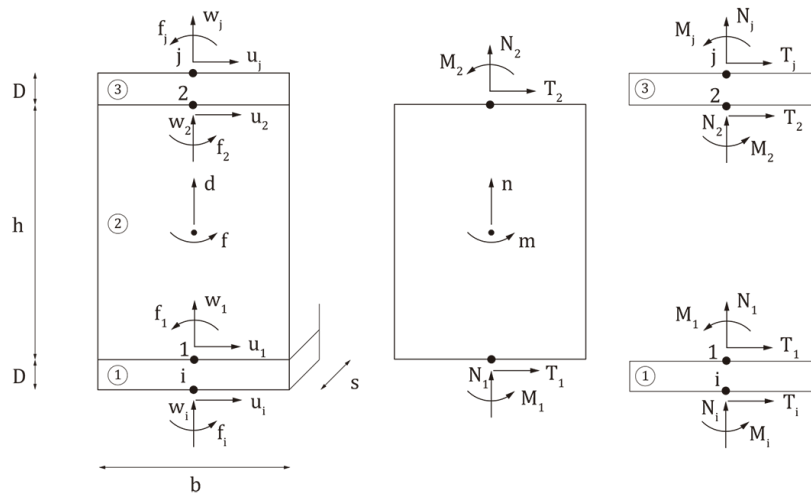 w_j
f_j
j
u_j
D
③
2
w_2
u_2
f_2
d
h
②
f
w_1
f_1
1
u_1
D
①
i
s
w_i
u_i
f_i
b
N_2
M_2
T_2
n
m
N_1
T_1
M_1
N_j
M_j
j
T_j
③
2
N_2
T_2
M_2
N_1
M_1
1
T_1
①
i
N_i
T_i
M_i